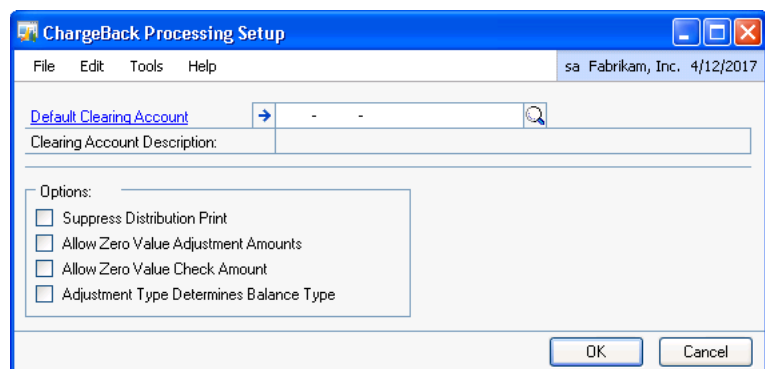 ChargeBack Processing Setup
File Edit Tools Help sa Fabrikam, Inc. 4/12/2017
Default Clearing Account - -
Clearing Account Description:
Options:
Suppress Distribution Print
Allow Zero Value Adjustment Amounts
Allow Zero Value Check Amount
Adjustment Type Determines Balance Type
OK Cancel